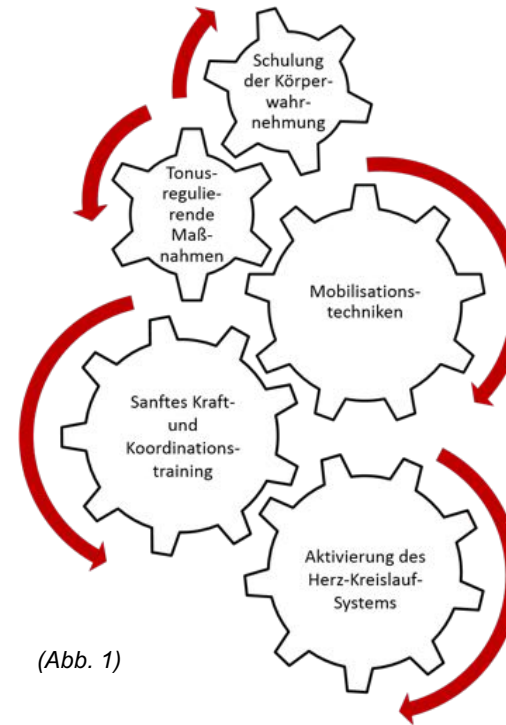 Schulung
der Körper-
wahr-
nehmung
Tonus-
regulie-
rende
Maß-
nahmen
Mobilisations-
techniken
Sanftes Kraft-
und
Koordinations-
training
Aktivierung des
Herz-Kreislauf-
Systems
(Abb. 1)